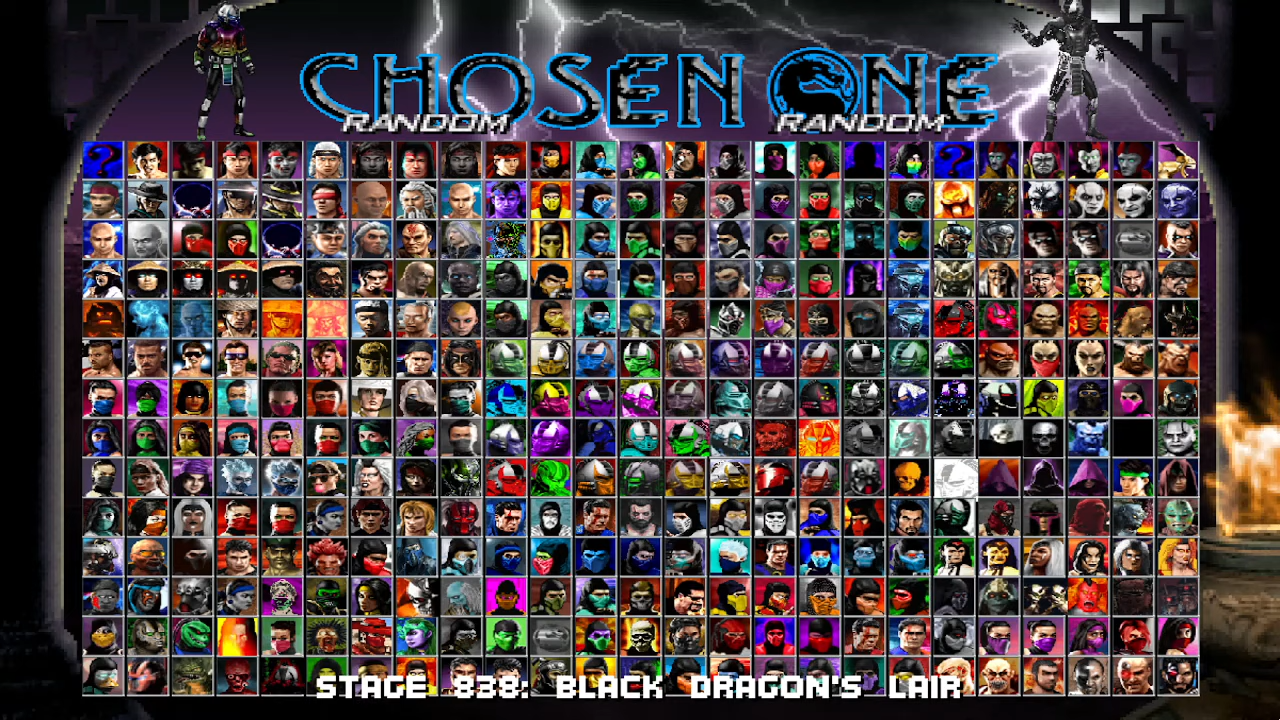 CHOSEN ONE
RANDOM RANDOM
? ?
STAGE 838: BLACK DRAGON'S LAIR